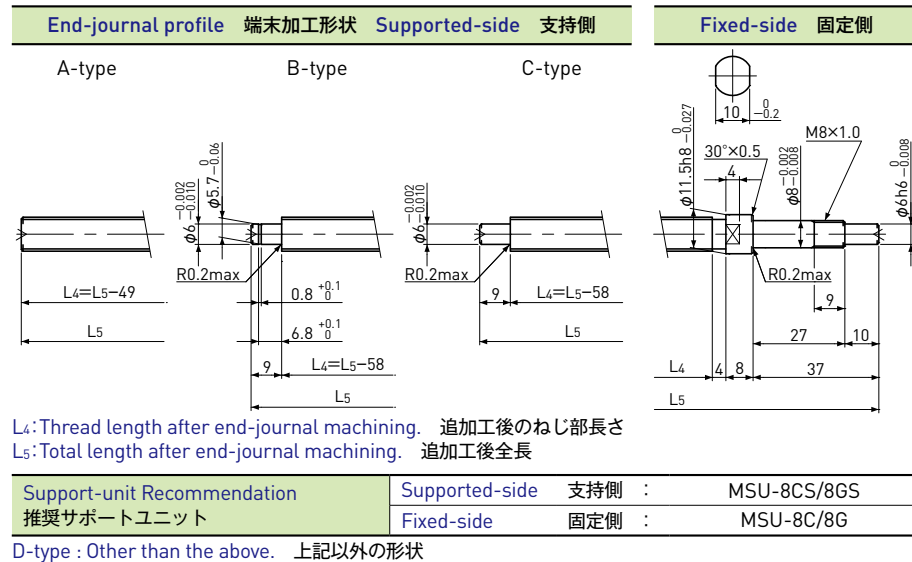 End-journal profile 端末加工形状 Supported-side 支持側
Fixed-side 固定側
A-type
B-type
C-type
10 0 -0.2
φ11.5h8 0 -0.027
30°×0.5
4
φ8 -0.002 -0.008
M8×1.0
φ6h6 0 -0.008
φ6 -0.002 -0.010
φ5.7 0 -0.06
φ6 -0.002 -0.010
R0.2max
R0.2max
R0.2max
L4=L5−49
0.8 +0.1 0
9
L4=L5−58
9
L5
6.8 +0.1 0
L5
27
10
9
L4=L5−58
L4
4
8
37
L5
L5
L4:Thread length after end-journal machining. 追加工後のねじ部長さ
L5:Total length after end-journal machining. 追加工後全長
Support-unit Recommendation
推奨サポートユニット
Supported-side 支持側 : MSU-8CS/8GS
Fixed-side 固定側 : MSU-8C/8G
D-type : Other than the above. 上記以外の形状